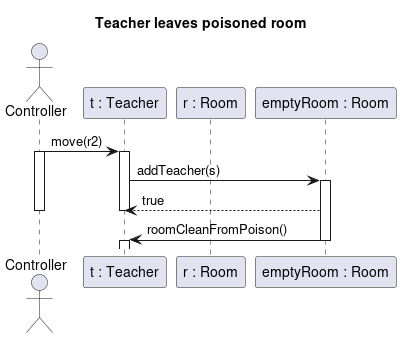 Teacher leaves poisoned room
Controller
t : Teacher
r : Room
emptyRoom : Room
move(r2)
addTeacher(s)
true
roomCleanFromPoison()
Controller
t : Teacher
r : Room
emptyRoom : Room